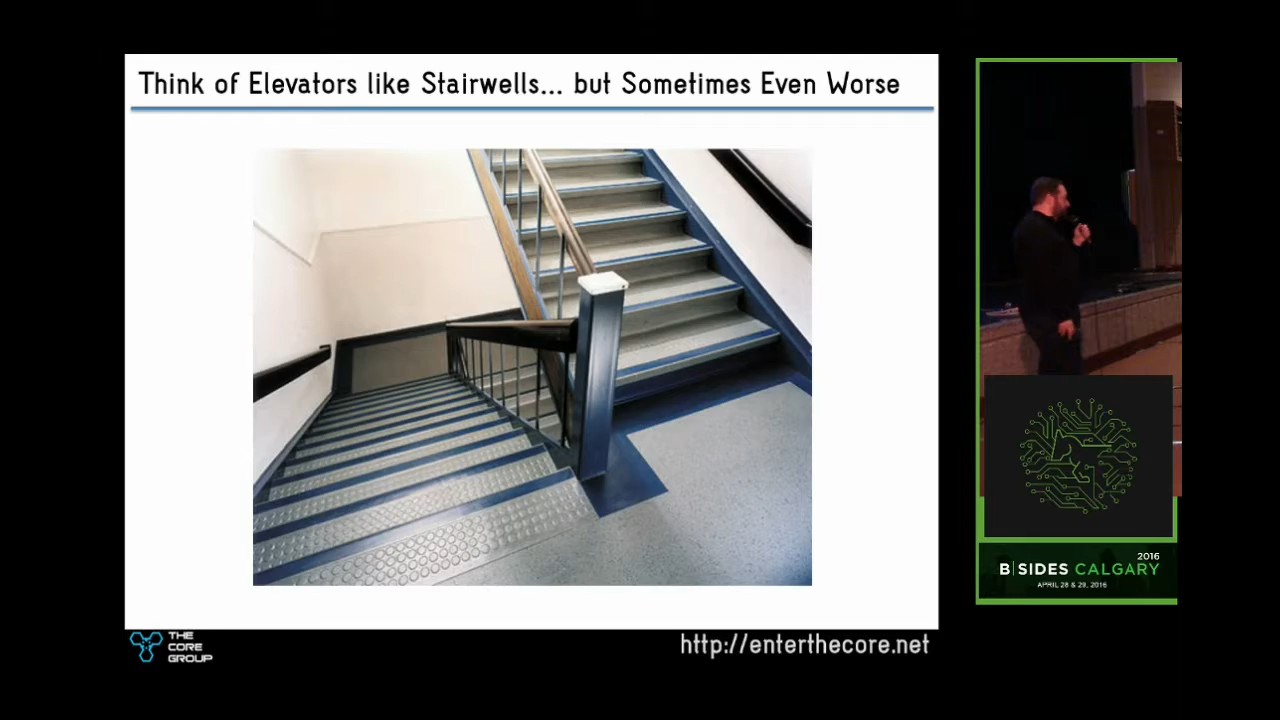 Think of Elevators like Stairwells... but Sometimes Even Worse
THE
CORE
GROUP
http://enterthecore.net
2016
B|SIDES CALGARY
APRIL 28 & 29, 2016